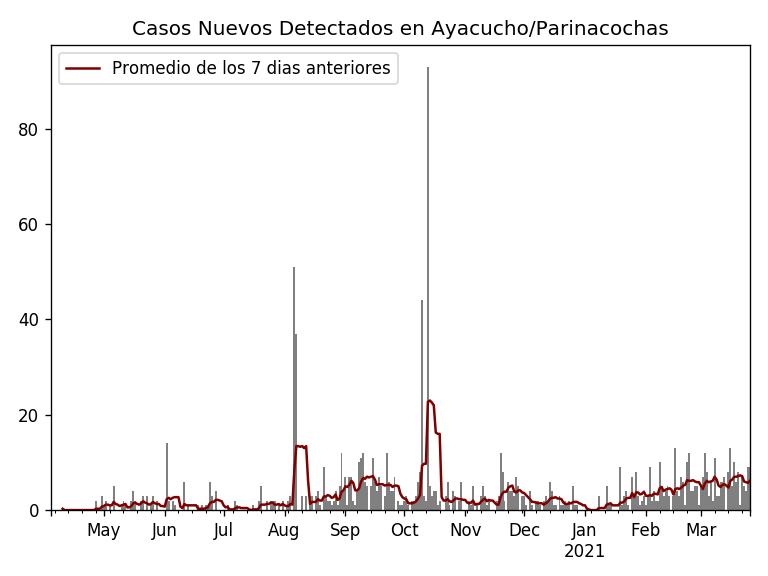 Casos Nuevos Detectados en Ayacucho/Parinacochas
Promedio de los 7 dias anteriores
80
60
40
20
0
May Jun Jul Aug Sep Oct Nov Dec Jan Feb Mar
2021